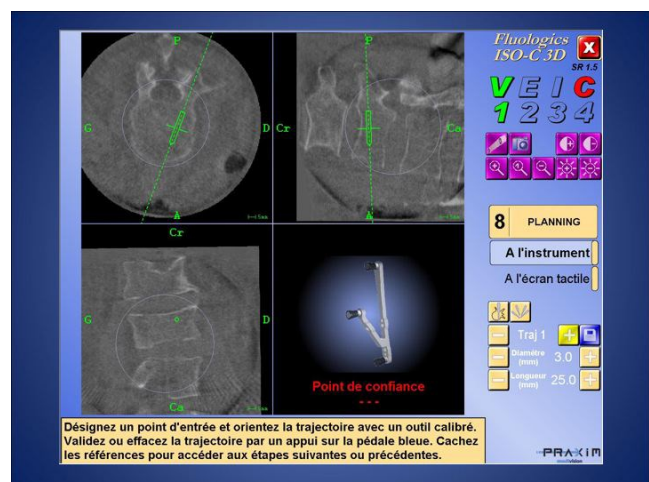 Fluologics
ISO-C 3D
X
SR 1.5
V E I C
1 2 3 4
P
G
D
A
P
Cr
Ca
A
Cr
G
D
Ca
8 PLANNING
A l'instrument
A l'écran tactile
Traj 1
Diamètre
(mm)
3.0
Longueur
(mm)
25.0
Point de confiance
- - -
Désignez un point d'entrée et orientez la trajectoire avec un outil calibré.
Validez ou effacez la trajectoire par un appui sur la pédale bleue. Cachez
les références pour accéder aux étapes suivantes ou précédentes.
PRAXIM